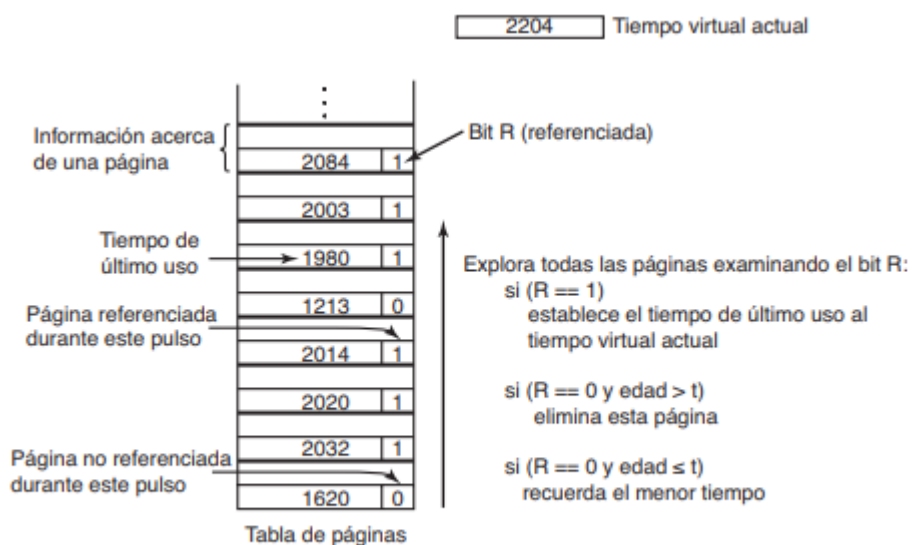 2204 Tiempo virtual actual
Información acerca
de una página
Bit R (referenciada)
2084 1
2003 1
Tiempo de
último uso
1980 1
Explora todas las páginas examinando el bit R:
si (R == 1)
establece el tiempo de último uso al
tiempo virtual actual
1213 0
Página referenciada
durante este pulso
2014 1
si (R == 0 y edad > t)
elimina esta página
2020 1
2032 1
Página no referenciada
durante este pulso
si (R == 0 y edad ≤ t)
recuerda el menor tiempo
1620 0
Tabla de páginas